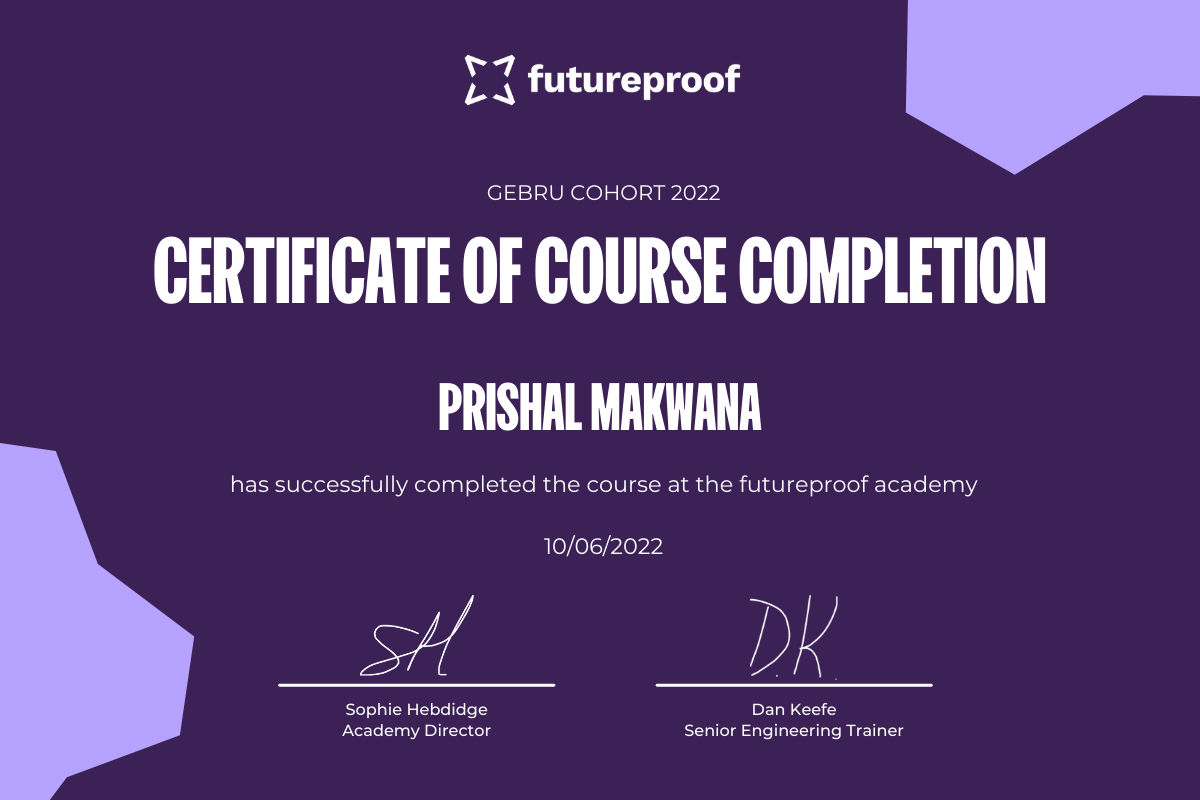 futureproof
GEBRU COHORT 2022
CERTIFICATE OF COURSE COMPLETION
PRISHAL MAKWANA
has successfully completed the course at the futureproof academy
10/06/2022
SH
D.K.
Sophie Hebdidge
Academy Director
Dan Keefe
Senior Engineering Trainer